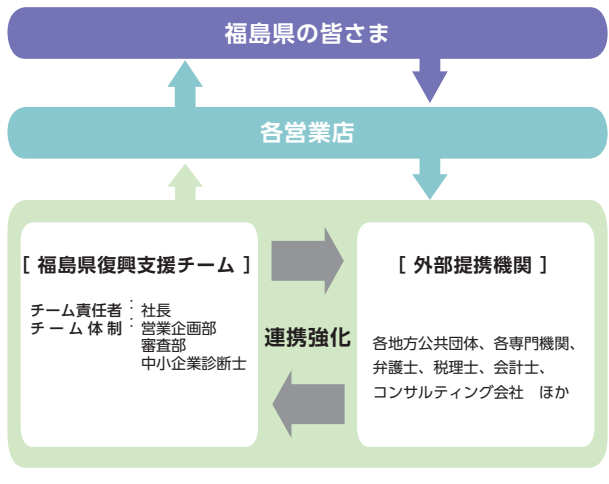 福島県の皆さま
各営業店
[ 福島県復興支援チーム ]
チーム責任者：社長
チーム体制：営業企画部
審査部
中小企業診断士
連携強化
[ 外部提携機関 ]
各地方公共団体、各専門機関、
弁護士、税理士、会計士、
コンサルティング会社　ほか